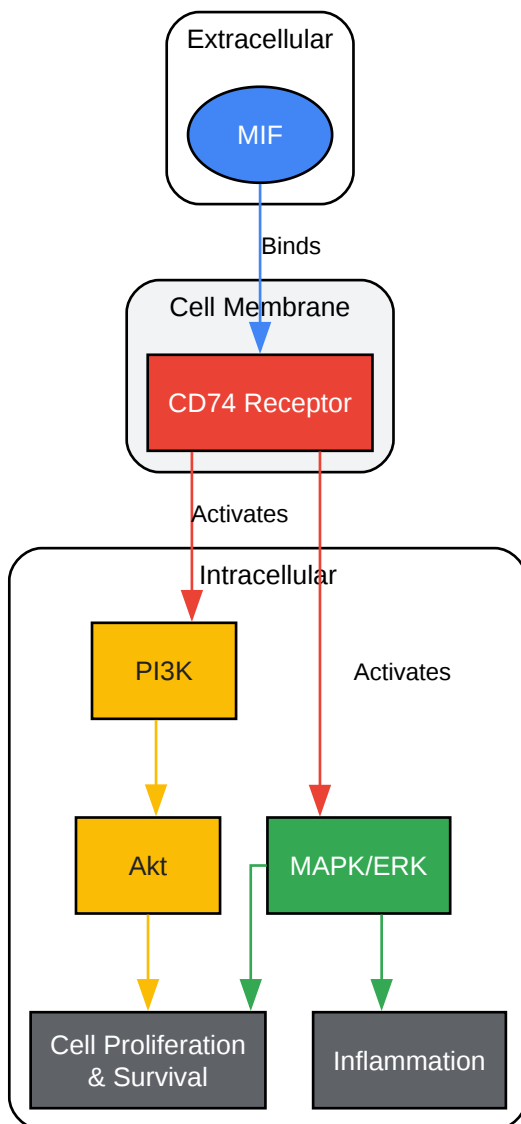 Extracellular
MIF
Binds
Cell Membrane
CD74 Receptor
Activates
Intracellular
PI3K
Activates
Akt
MAPK/ERK
Cell Proliferation
& Survival
Inflammation